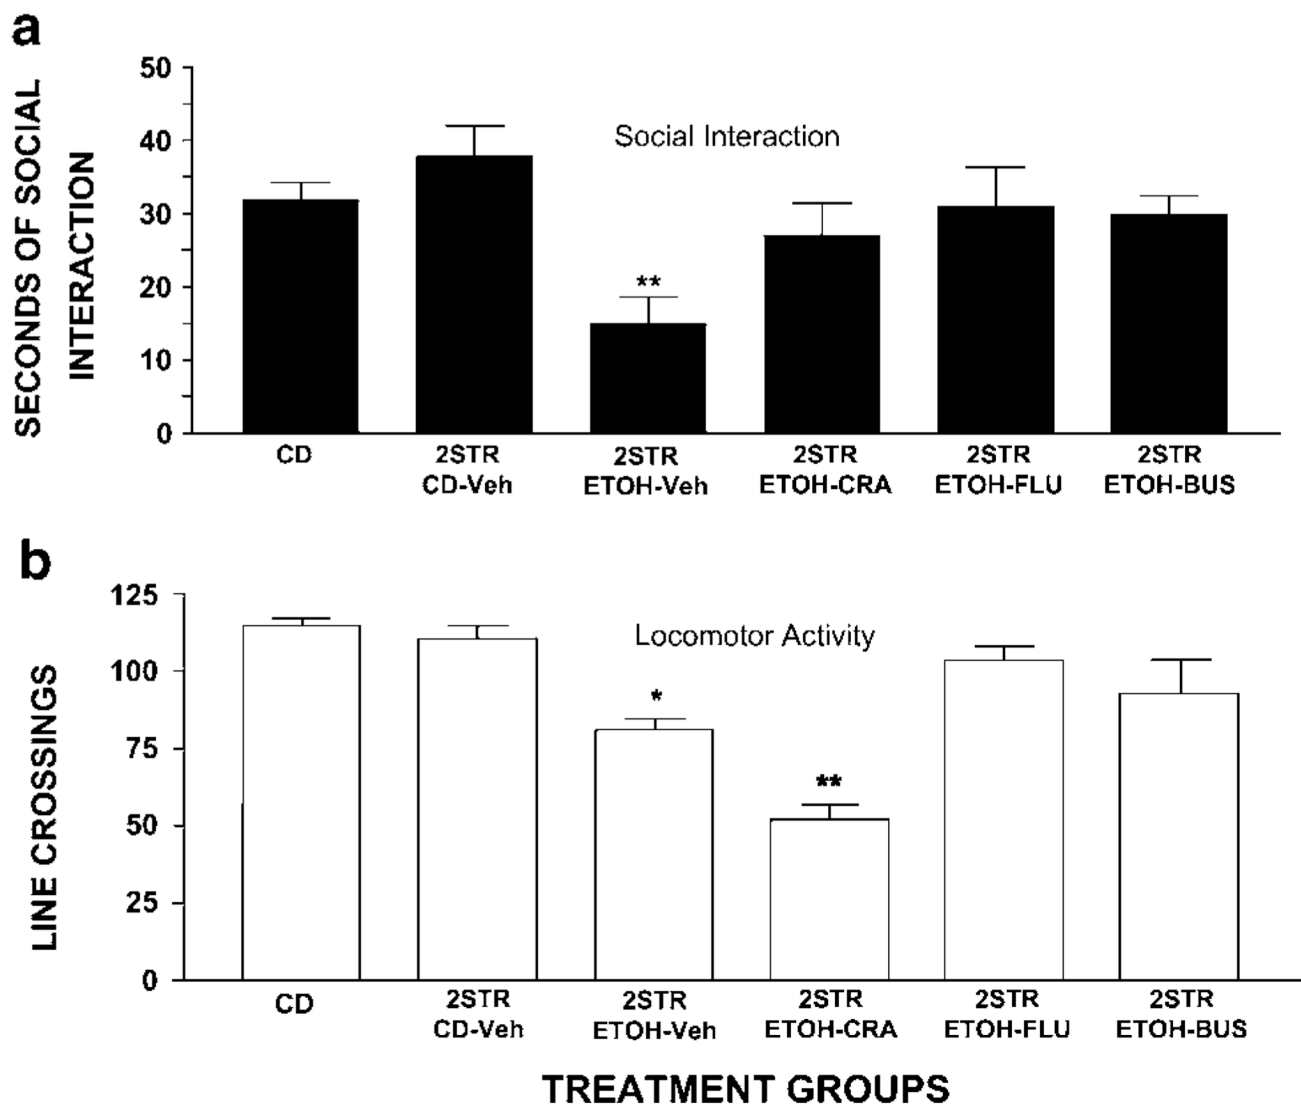 a
SECONDS OF SOCIAL
INTERACTION
50
40
30
20
10
0
Social Interaction
**
CD
2STR
CD-Veh
2STR
ETOH-Veh
2STR
ETOH-CRA
2STR
ETOH-FLU
2STR
ETOH-BUS
b
LINE CROSSINGS
125
100
75
50
25
0
Locomotor Activity
*
**
CD
2STR
CD-Veh
2STR
ETOH-Veh
2STR
ETOH-CRA
2STR
ETOH-FLU
2STR
ETOH-BUS
TREATMENT GROUPS